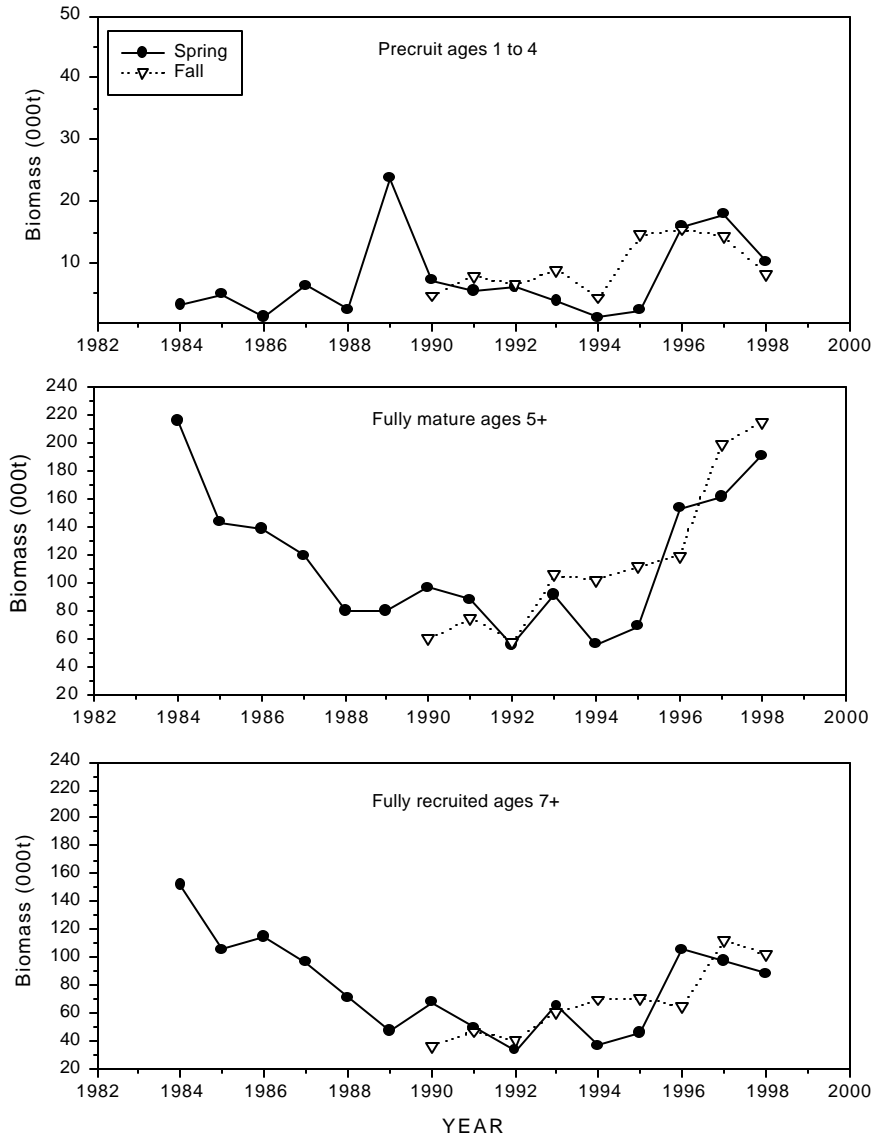 50
40
30
20
10
Biomass (000t)
Spring
Fall
Precruit ages 1 to 4
1982 1984 1986 1988 1990 1992 1994 1996 1998 2000
240
220
200
180
160
140
120
100
80
60
40
20
Biomass (000t)
Fully mature ages 5+
1982 1984 1986 1988 1990 1992 1994 1996 1998 2000
240
220
200
180
160
140
120
100
80
60
40
20
Biomass (000t)
Fully recruited ages 7+
1982 1984 1986 1988 1990 1992 1994 1996 1998 2000
YEAR